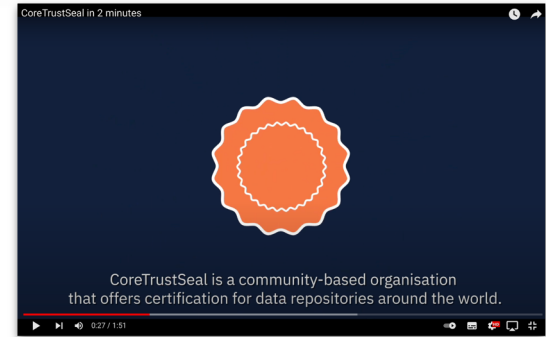 CoreTrustSeal in 2 minutes
CoreTrustSeal is a community-based organisation
that offers certification for data repositories around the world.
0:27 / 1:51